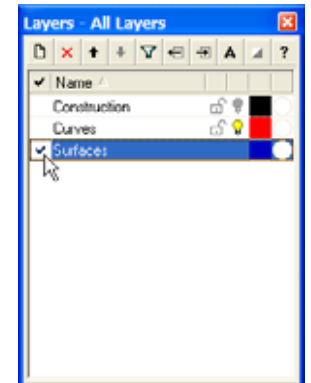 Layers - All Layers
A ?
Name
Construction
Curves
Surfaces